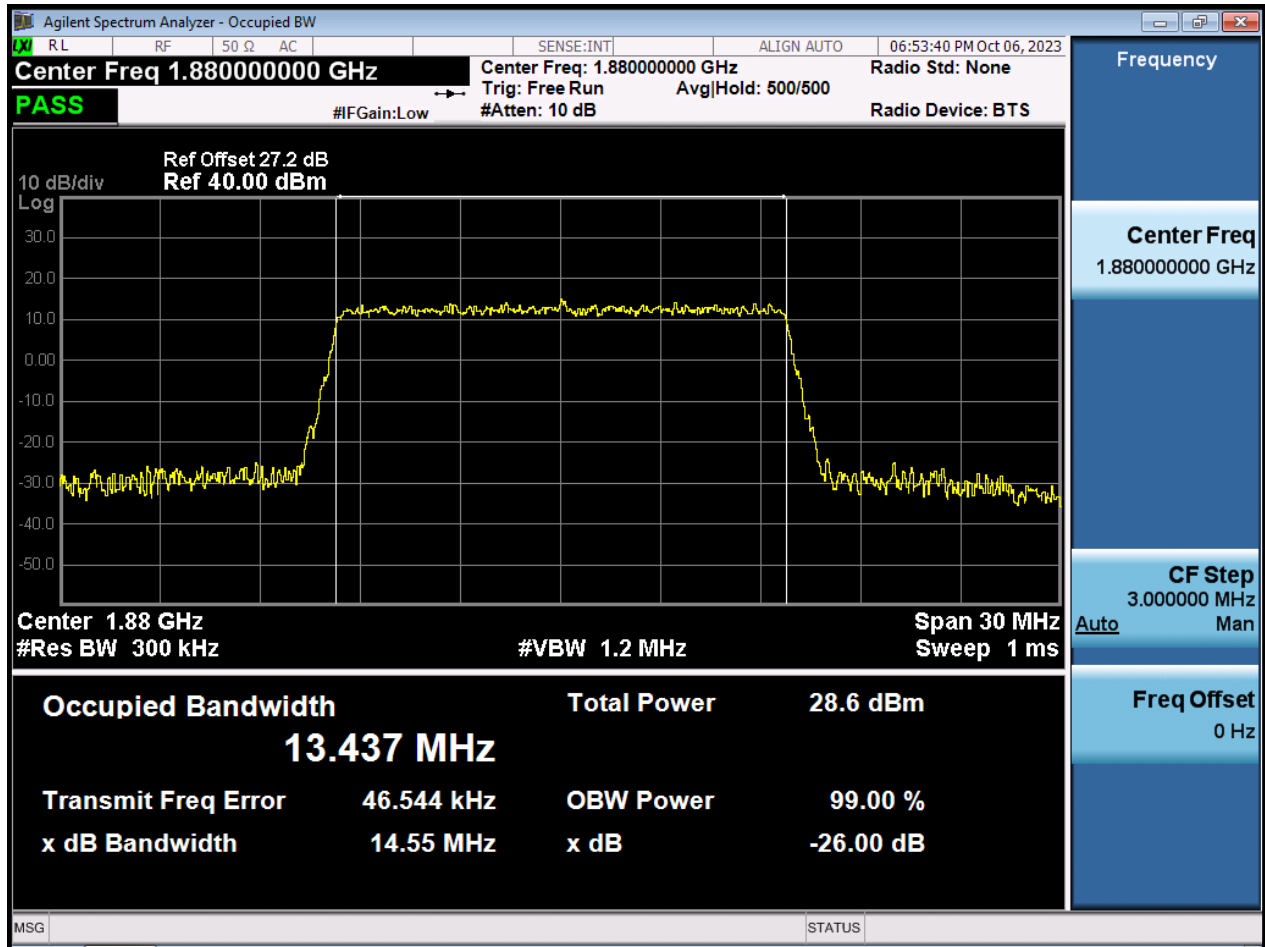 Agilent Spectrum Analyzer - Occupied BW
LXI RL RF 50 Ω AC SENSE:INT ALIGN AUTO 06:53:40 PM Oct 06, 2023
Center Freq 1.880000000 GHz
PASS
#IFGain:Low
Center Freq: 1.880000000 GHz
Trig: Free Run Avg|Hold: 500/500
#Atten: 10 dB
Radio Std: None
Radio Device: BTS
Ref Offset 27.2 dB
10 dB/div Ref 40.00 dBm
Log
30.0
20.0
10.0
0.00
-10.0
-20.0
-30.0
-40.0
-50.0
Center 1.88 GHz Span 30 MHz
#Res BW 300 kHz #VBW 1.2 MHz Sweep 1 ms
Occupied Bandwidth Total Power 28.6 dBm
13.437 MHz
Transmit Freq Error 46.544 kHz OBW Power 99.00 %
x dB Bandwidth 14.55 MHz x dB -26.00 dB
MSG STATUS
Frequency
Center Freq
1.880000000 GHz
CF Step
3.000000 MHz
Auto Man
Freq Offset
0 Hz